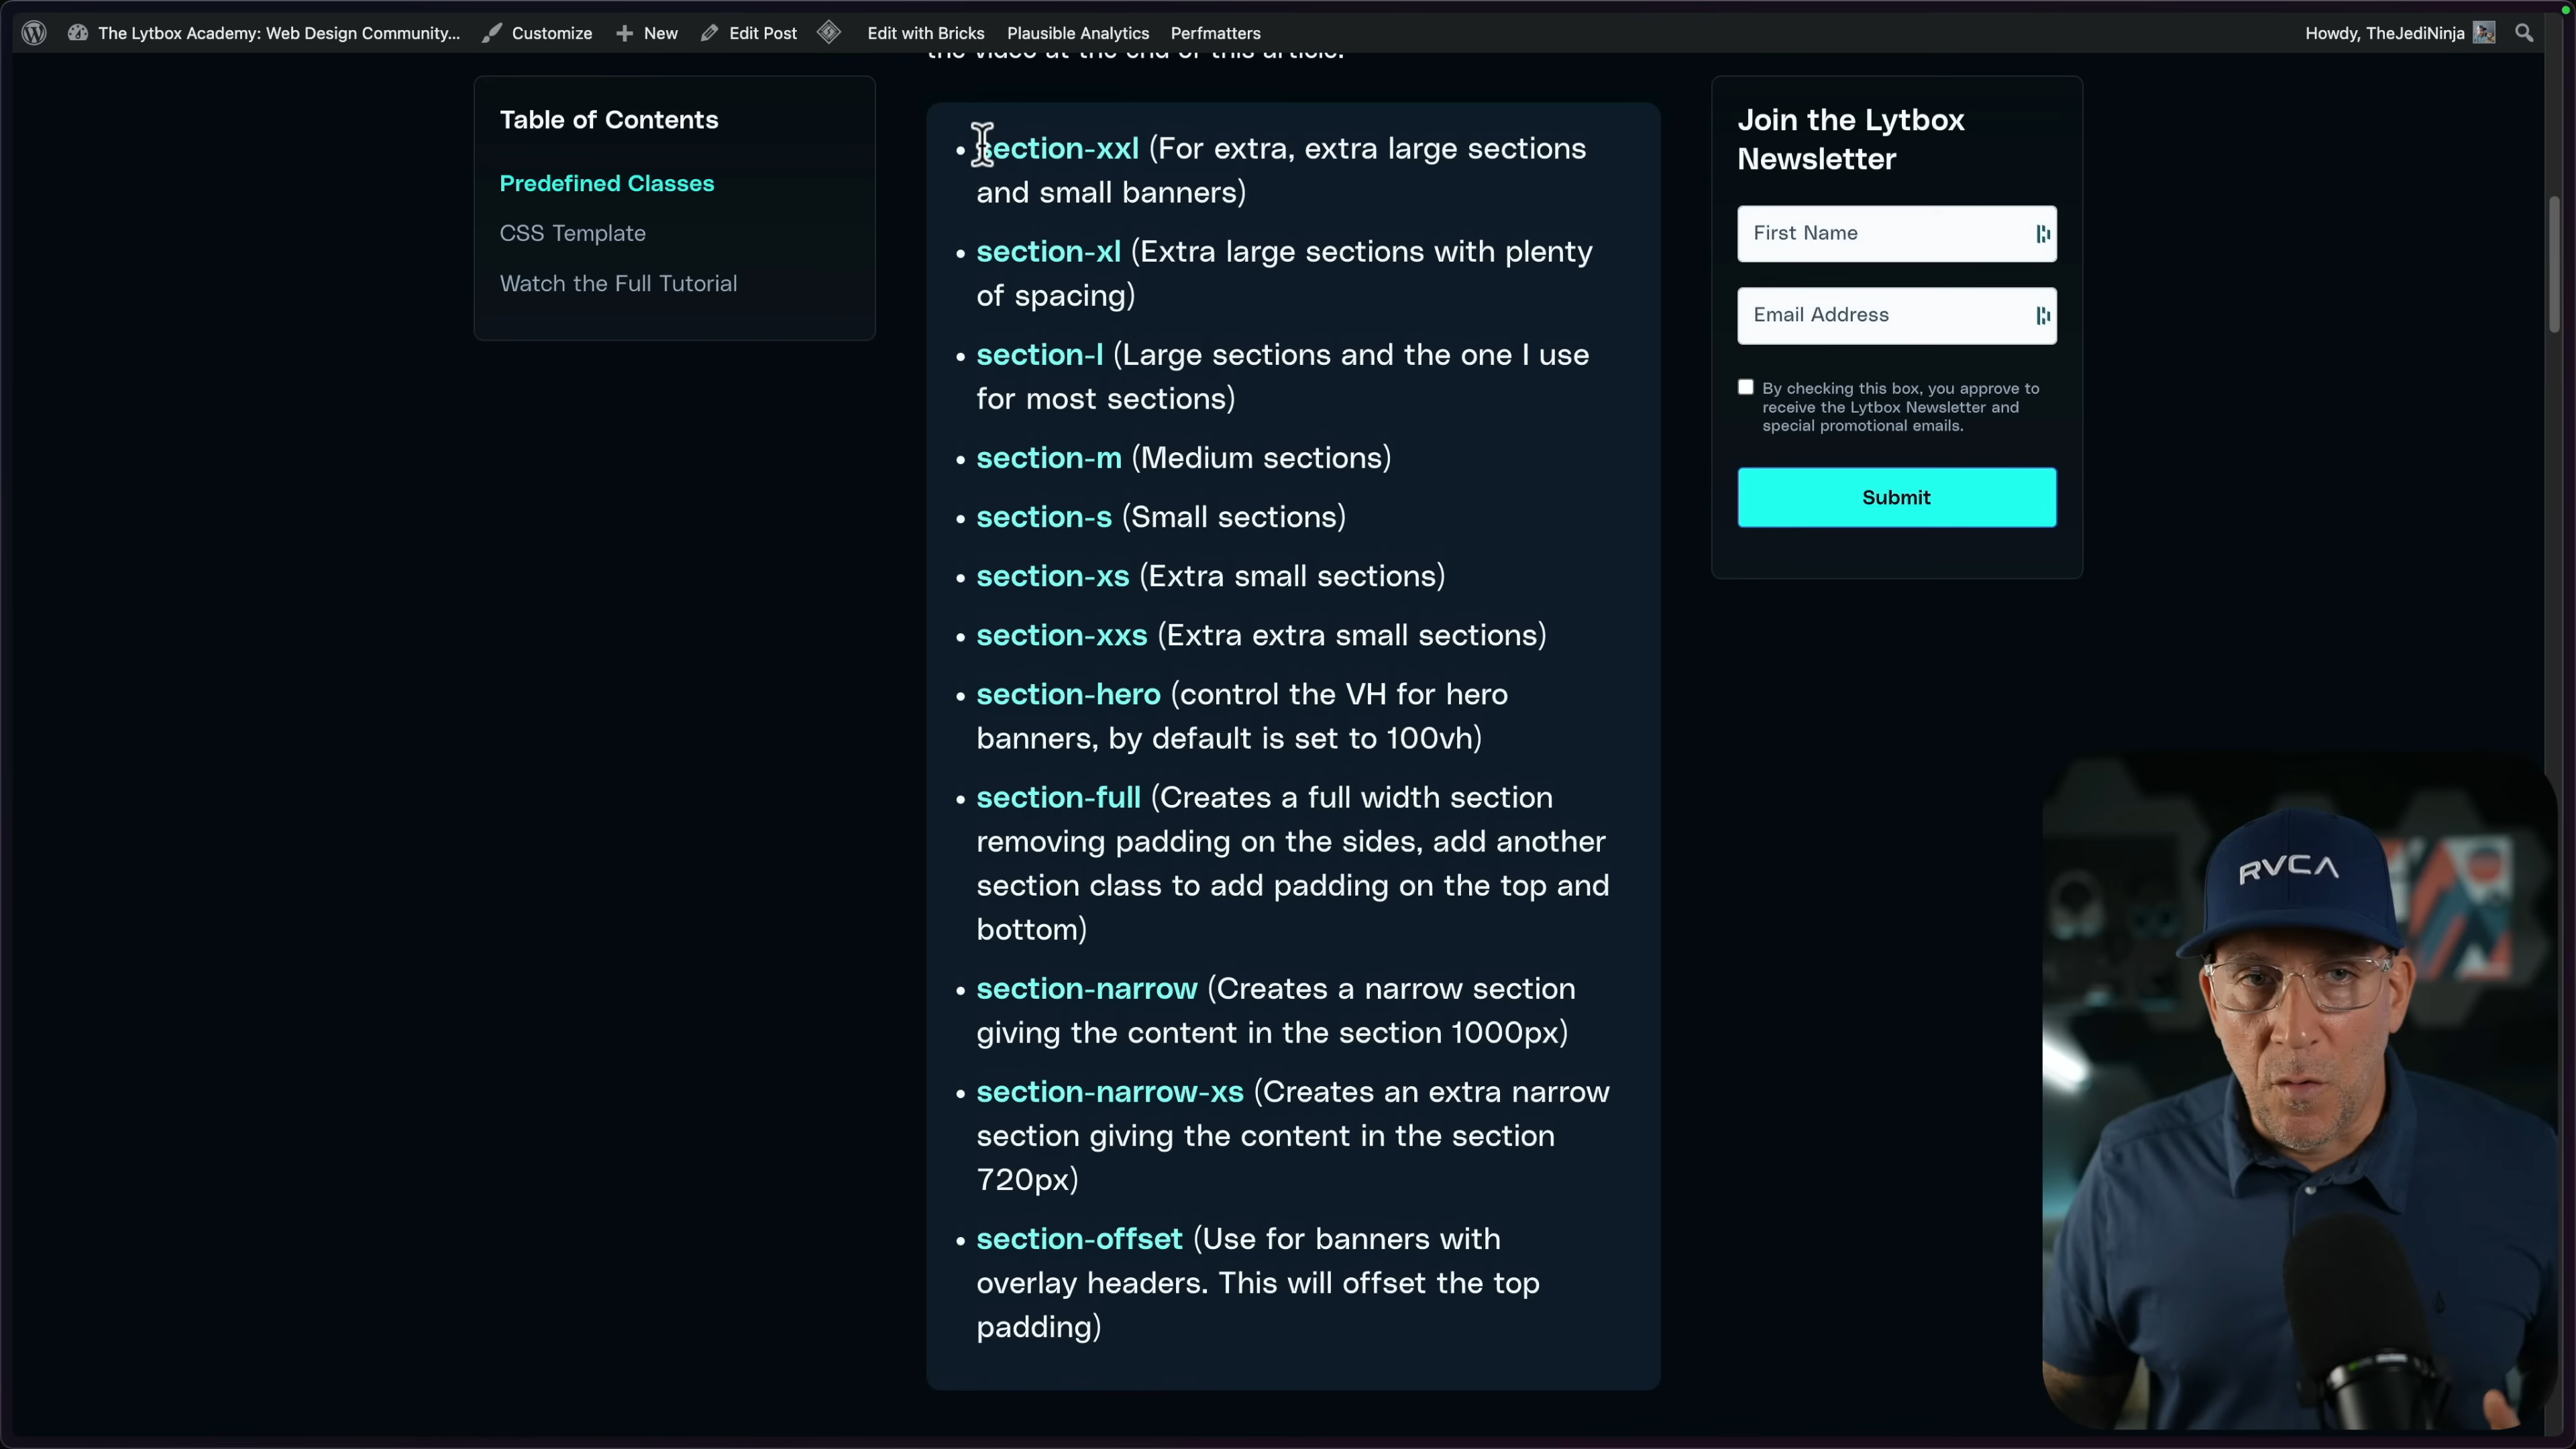 The Lytbox Academy: Web Design Community...
Customize
New
Edit Post
Edit with Bricks
Plausible Analytics
Perfmatters
Howdy, TheJediNinja
the video at the end of this article.
Table of Contents
Predefined Classes
CSS Template
Watch the Full Tutorial
• section-xxl (For extra, extra large sections
and small banners)
• section-xl (Extra large sections with plenty
of spacing)
• section-l (Large sections and the one I use
for most sections)
• section-m (Medium sections)
• section-s (Small sections)
• section-xs (Extra small sections)
• section-xxs (Extra extra small sections)
• section-hero (control the VH for hero
banners, by default is set to 100vh)
• section-full (Creates a full width section
removing padding on the sides, add another
section class to add padding on the top and
bottom)
• section-narrow (Creates a narrow section
giving the content in the section 1000px)
• section-narrow-xs (Creates an extra narrow
section giving the content in the section
720px)
• section-offset (Use for banners with
overlay headers. This will offset the top
padding)
Join the Lytbox
Newsletter
First Name
Email Address
By checking this box, you approve to
receive the Lytbox Newsletter and
special promotional emails.
Submit
RVCA